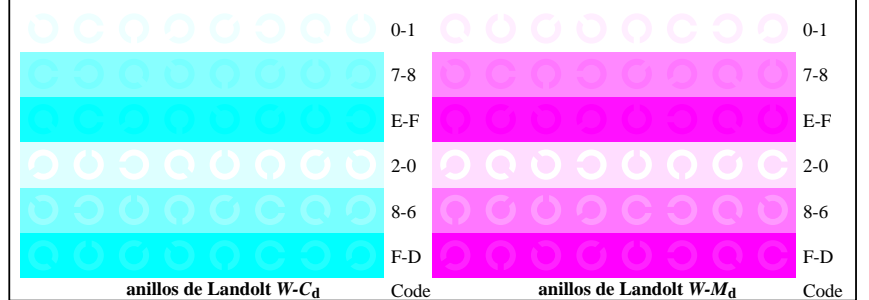 0-1 0-1
7-8 7-8
E-F E-F
2-0 2-0
8-6 8-6
F-D F-D
anillos de Landolt W-Cd Code anillos de Landolt W-Md Code